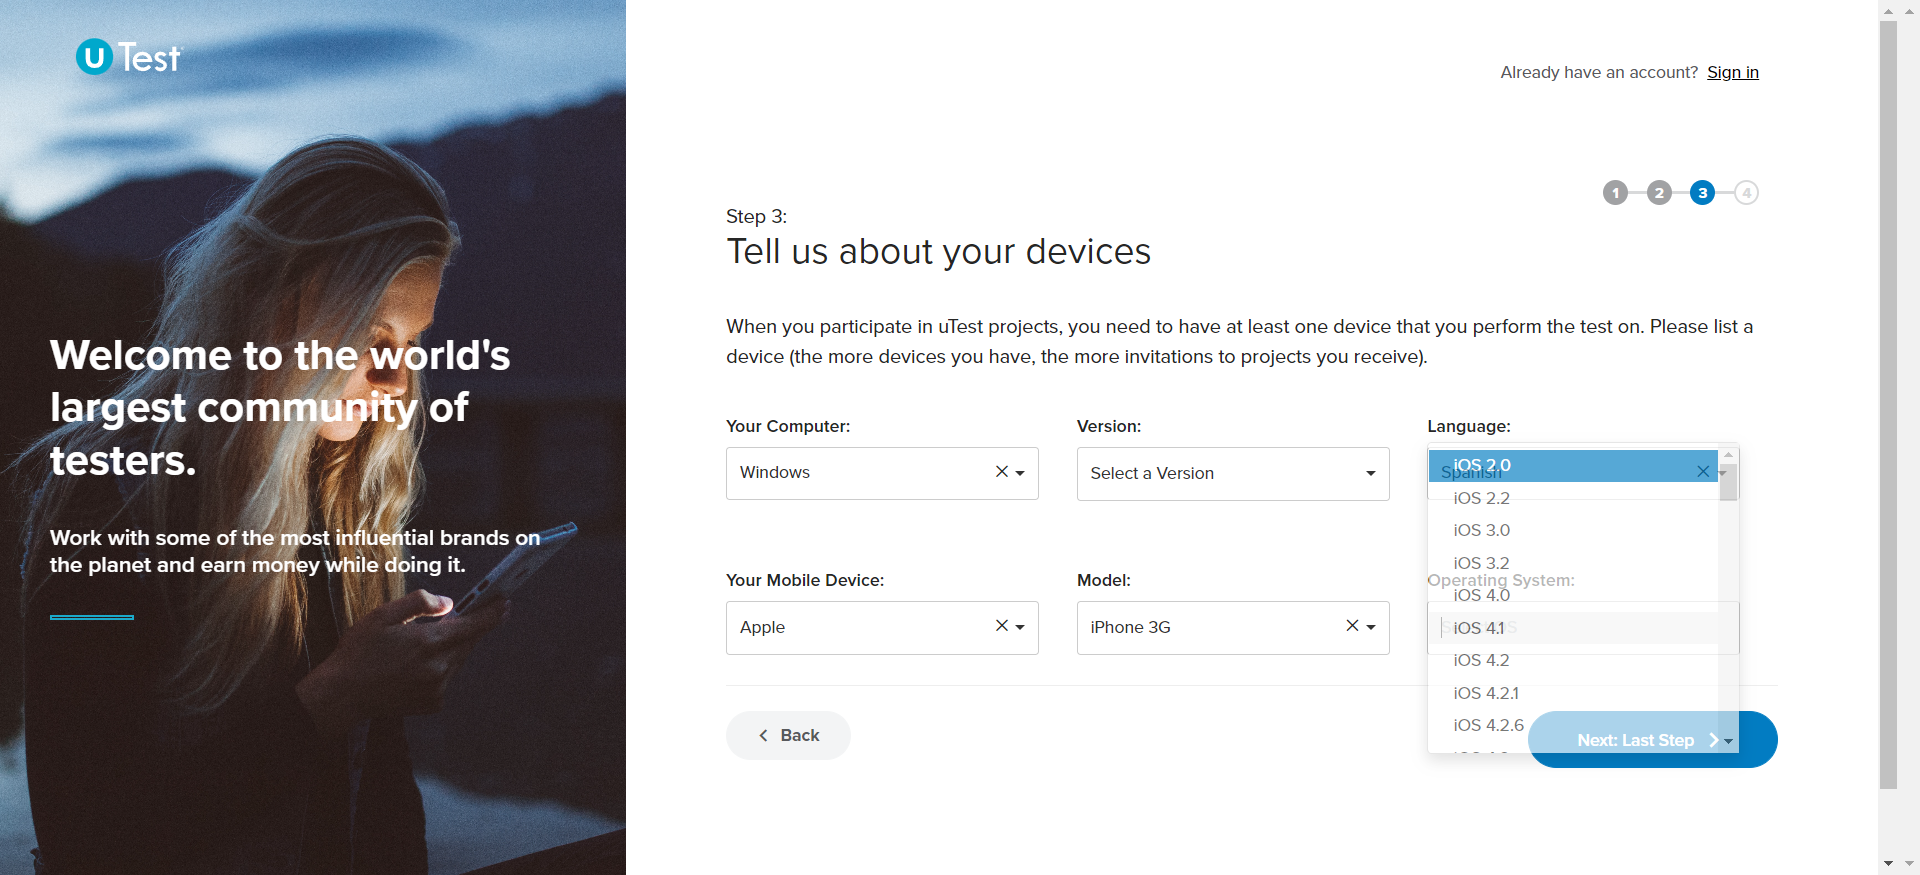 U Test
Already have an account? Sign in
1 2 3 4
Step 3:
Tell us about your devices
When you participate in uTest projects, you need to have at least one device that you perform the test on. Please list a
device (the more devices you have, the more invitations to projects you receive).
Welcome to the world's
largest community of
testers.
Work with some of the most influential brands on
the planet and earn money while doing it.
Your Computer:
Windows
Version:
Select a Version
Language:
Spanish
iOS 2.0
iOS 2.2
iOS 3.0
iOS 3.2
Your Mobile Device:
Apple
Model:
iPhone 3G
Operating System:
iOS 4.0
iOS 4.1
iOS 4.2
iOS 4.2.1
iOS 4.2.6
Back
Next: Last Step